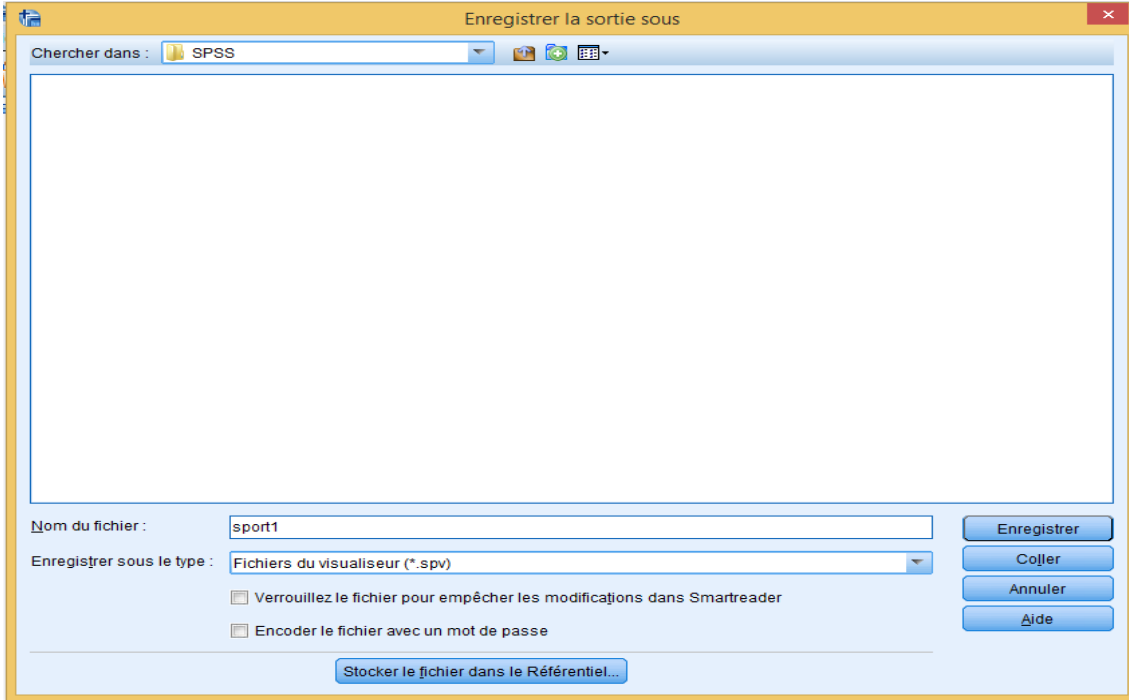 Enregistrer la sortie sous
Chercher dans : SPSS
Nom du fichier : sport1
Enregistrer
Enregistrer sous le type : Fichiers du visualiseur (*.spv)
Coller
Verrouillez le fichier pour empêcher les modifications dans Smartreader
Annuler
Encoder le fichier avec un mot de passe
Aide
Stocker le fichier dans le Référentiel...